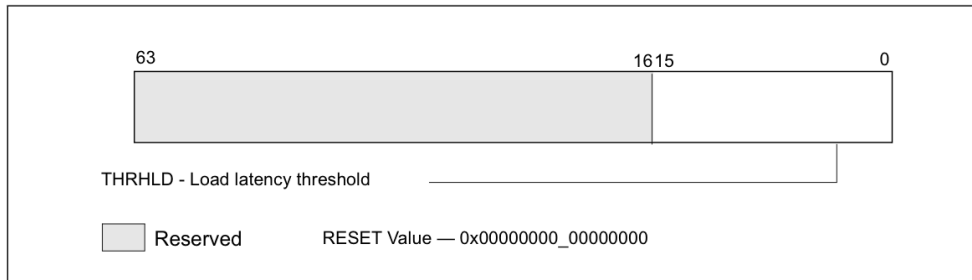 63 16 15 0
THRHLD - Load latency threshold
Reserved RESET Value — 0x00000000_00000000